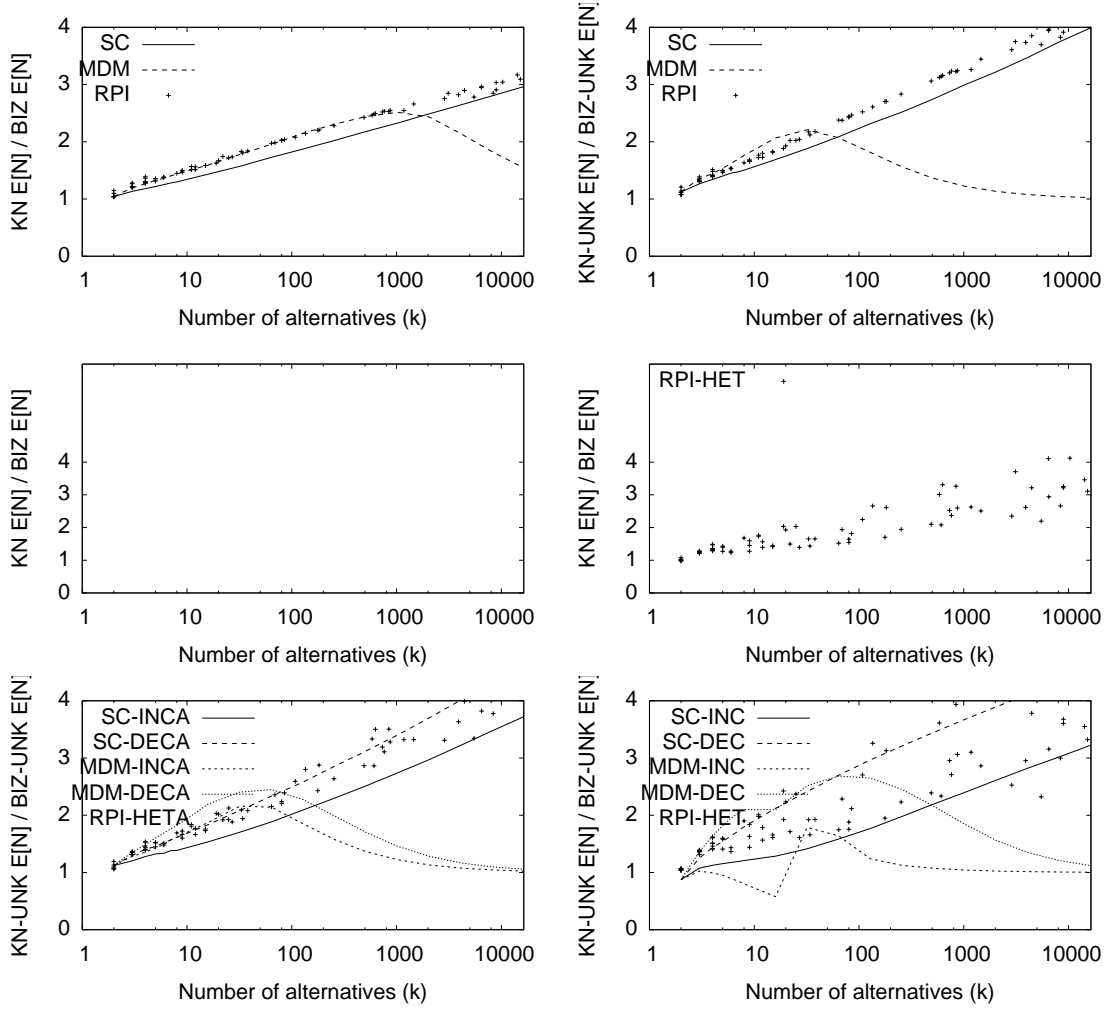 KN E[N] / BIZ E[N]
4
3
2
1
0
SC
MDM
RPI
1
10
100
1000
10000
Number of alternatives (k)
KN-UNK E[N] / BIZ-UNK E[N]
4
3
2
1
0
SC
MDM
RPI
1
10
100
1000
10000
Number of alternatives (k)
KN E[N] / BIZ E[N]
4
3
2
1
0
1
10
100
1000
10000
Number of alternatives (k)
KN E[N] / BIZ E[N]
4
3
2
1
0
RPI-HET
1
10
100
1000
10000
Number of alternatives (k)
KN-UNK E[N] / BIZ-UNK E[N]
4
3
2
1
0
SC-INCA
SC-DECA
MDM-INCA
MDM-DECA
RPI-HETA
1
10
100
1000
10000
Number of alternatives (k)
KN-UNK E[N] / BIZ-UNK E[N]
4
3
2
1
0
SC-INC
SC-DEC
MDM-INC
MDM-DEC
RPI-HET
1
10
100
1000
10000
Number of alternatives (k)